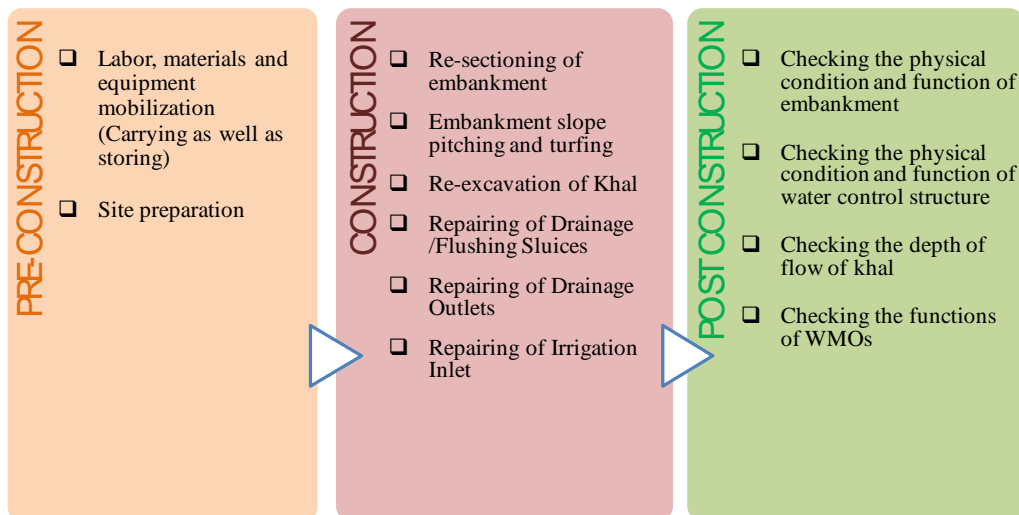 PRE-CONSTRUCTION
❑ Labor, materials and
equipment
mobilization
(Carrying as well as
storing)
❑ Site preparation
CONSTRUCTION
❑ Re-sectioning of
embankment
❑ Embankment slope
pitching and turfing
❑ Re-excavation of Khal
❑ Repairing of Drainage
/Flushing Sluices
❑ Repairing of Drainage
Outlets
❑ Repairing of Irrigation
Inlet
POST CONSTRUCTION
❑ Checking the physical
condition and function of
embankment
❑ Checking the physical
condition and function of
water control structure
❑ Checking the depth of
flow of khal
❑ Checking the functions
of WMOs